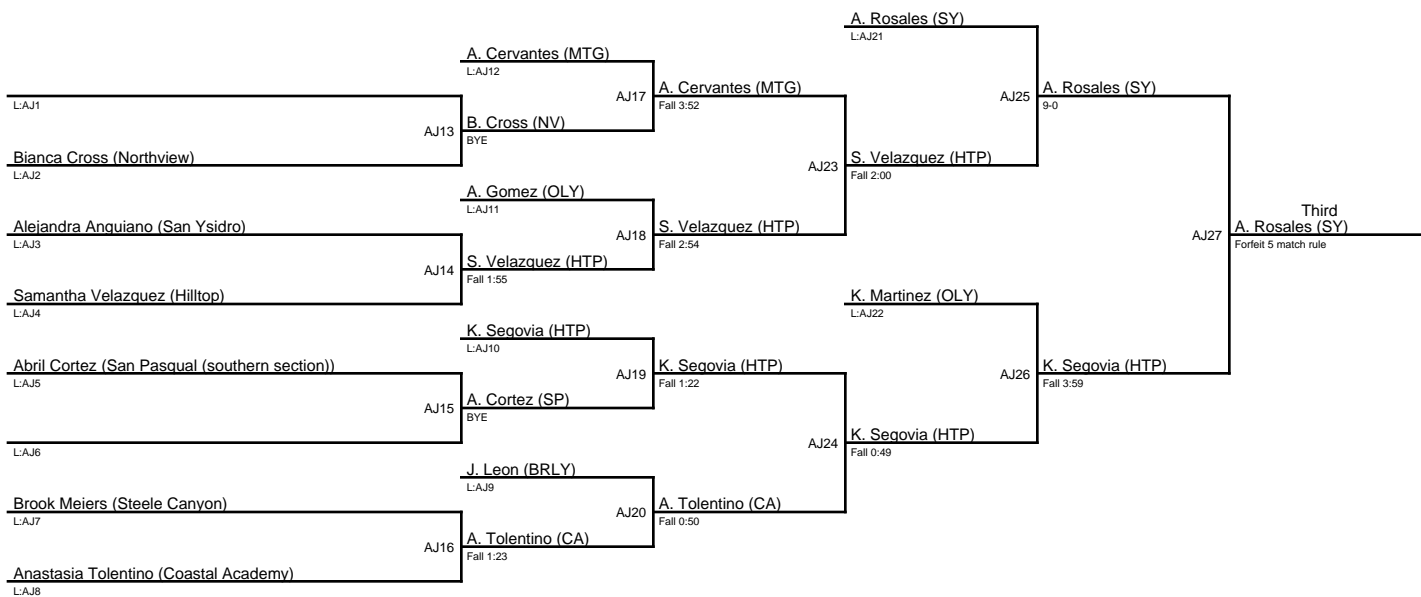 A. Rosales (SY)
L:AJ21
A. Cervantes (MTG)
L:AJ12
L:AJ1
AJ17
A. Cervantes (MTG)
Fall 3:52
AJ25
A. Rosales (SY)
9-0
AJ13
B. Cross (NV)
BYE
Bianca Cross (Northview)
L:AJ2
AJ23
S. Velazquez (HTP)
Fall 2:00
A. Gomez (OLY)
L:AJ11
Alejandra Anguiano (San Ysidro)
L:AJ3
AJ18
S. Velazquez (HTP)
Fall 2:54
AJ27
Third
A. Rosales (SY)
Forfeit 5 match rule
AJ14
S. Velazquez (HTP)
Fall 1:55
Samantha Velazquez (Hilltop)
L:AJ4
K. Martinez (OLY)
L:AJ22
K. Segovia (HTP)
L:AJ10
Abril Cortez (San Pasqual (southern section))
L:AJ5
AJ19
K. Segovia (HTP)
Fall 1:22
AJ26
K. Segovia (HTP)
Fall 3:59
AJ15
A. Cortez (SP)
BYE
L:AJ6
AJ24
K. Segovia (HTP)
Fall 0:49
J. Leon (BRLY)
L:AJ9
Brook Meiers (Steele Canyon)
L:AJ7
AJ20
A. Tolentino (CA)
Fall 0:50
AJ16
A. Tolentino (CA)
Fall 1:23
Anastasia Tolentino (Coastal Academy)
L:AJ8